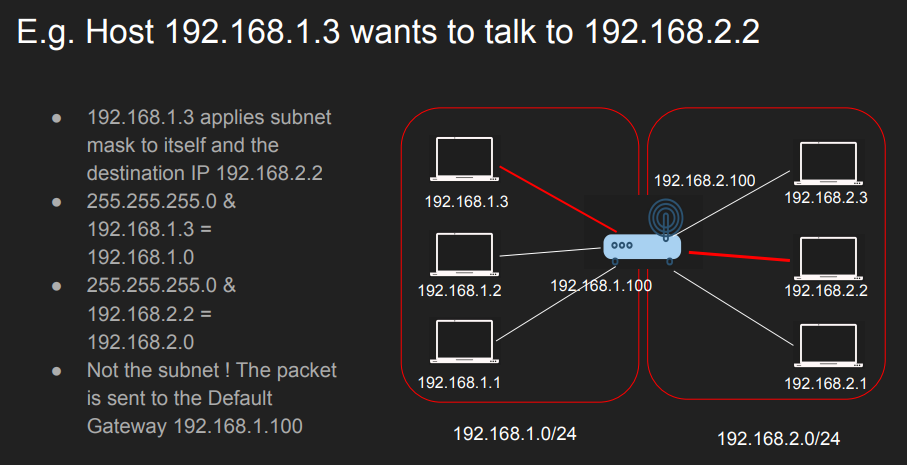 E.g. Host 192.168.1.3 wants to talk to 192.168.2.2
● 192.168.1.3 applies subnet
mask to itself and the
destination IP 192.168.2.2
● 255.255.255.0 &
192.168.1.3 =
192.168.1.0
● 255.255.255.0 &
192.168.2.2 =
192.168.2.0
● Not the subnet ! The packet
is sent to the Default
Gateway 192.168.1.100
192.168.1.3
192.168.1.2
192.168.1.1
192.168.1.100
192.168.1.0/24
192.168.2.100
192.168.2.3
192.168.2.2
192.168.2.1
192.168.2.0/24